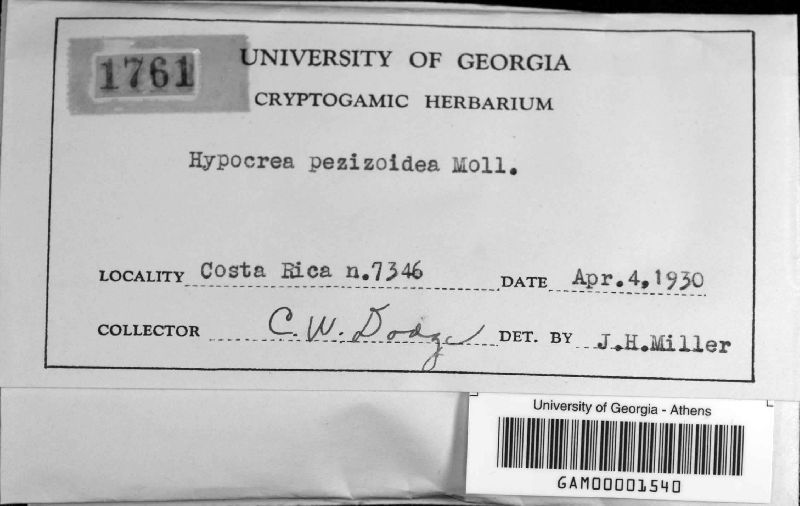 1761
UNIVERSITY OF GEORGIA
CRYPTOGAMIC HERBARIUM
Hypocrea pezizoidea Moll.
LOCALITY Costa Rica n.7346 DATE Apr.4,1930
COLLECTOR C. W. Dodge DET. BY J.H.Miller
University of Georgia - Athens
GAM00001540